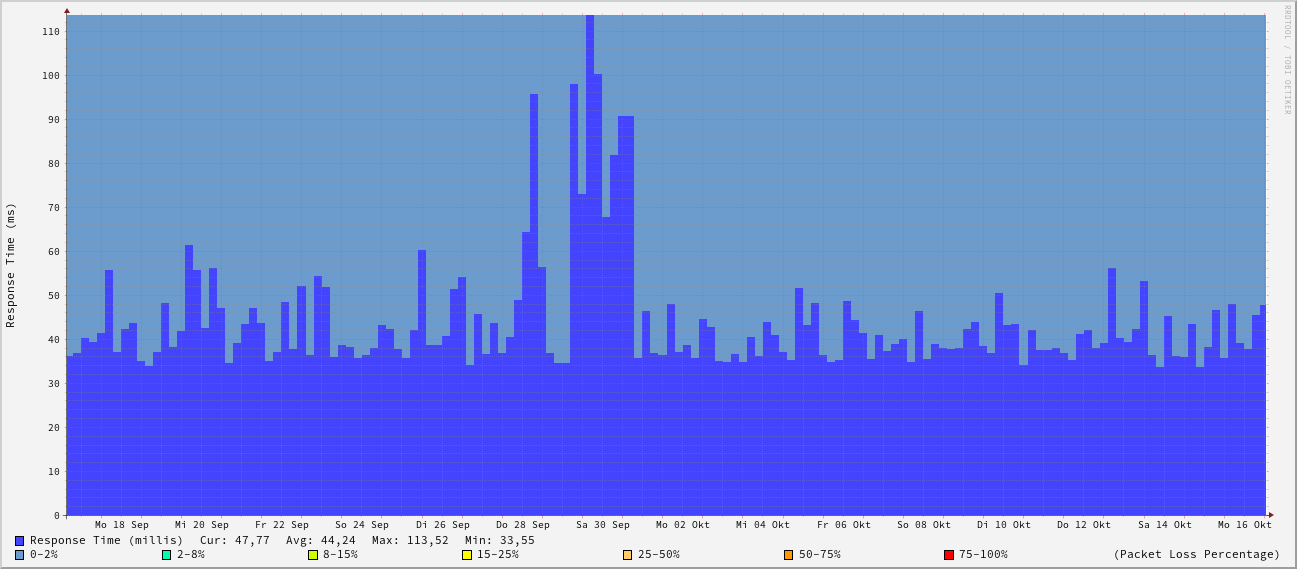 RRDTOOL / TOBI OETIKER
Response Time (ms)
110
100
90
80
70
60
50
40
30
20
10
0
Mo 18 Sep Mi 20 Sep Fr 22 Sep So 24 Sep Di 26 Sep Do 28 Sep Sa 30 Sep Mo 02 Okt Mi 04 Okt Fr 06 Okt So 08 Okt Di 10 Okt Do 12 Okt Sa 14 Okt Mo 16 Okt
Response Time (millis) Cur: 47,77 Avg: 44,24 Max: 113,52 Min: 33,55
0-2% 2-8% 8-15% 15-25% 25-50% 50-75% 75-100% (Packet Loss Percentage)